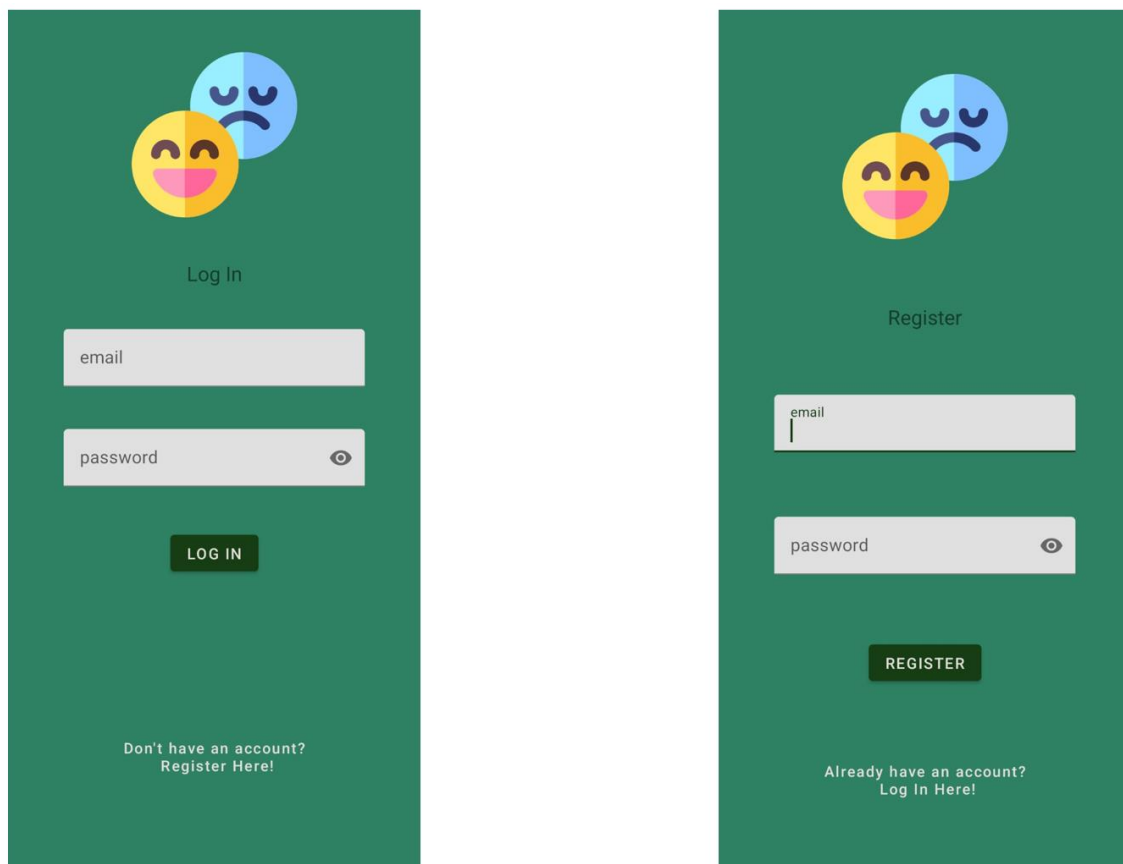 Log In
email
password
LOG IN
Don't have an account?
Register Here!
Register
email
password
REGISTER
Already have an account?
Log In Here!